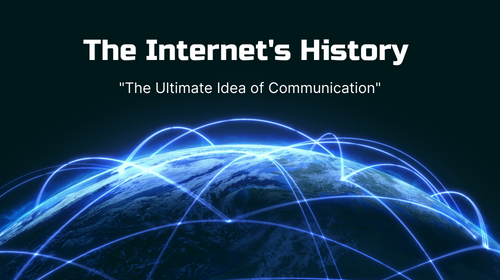 The Internet's History
"The Ultimate Idea of Communication"